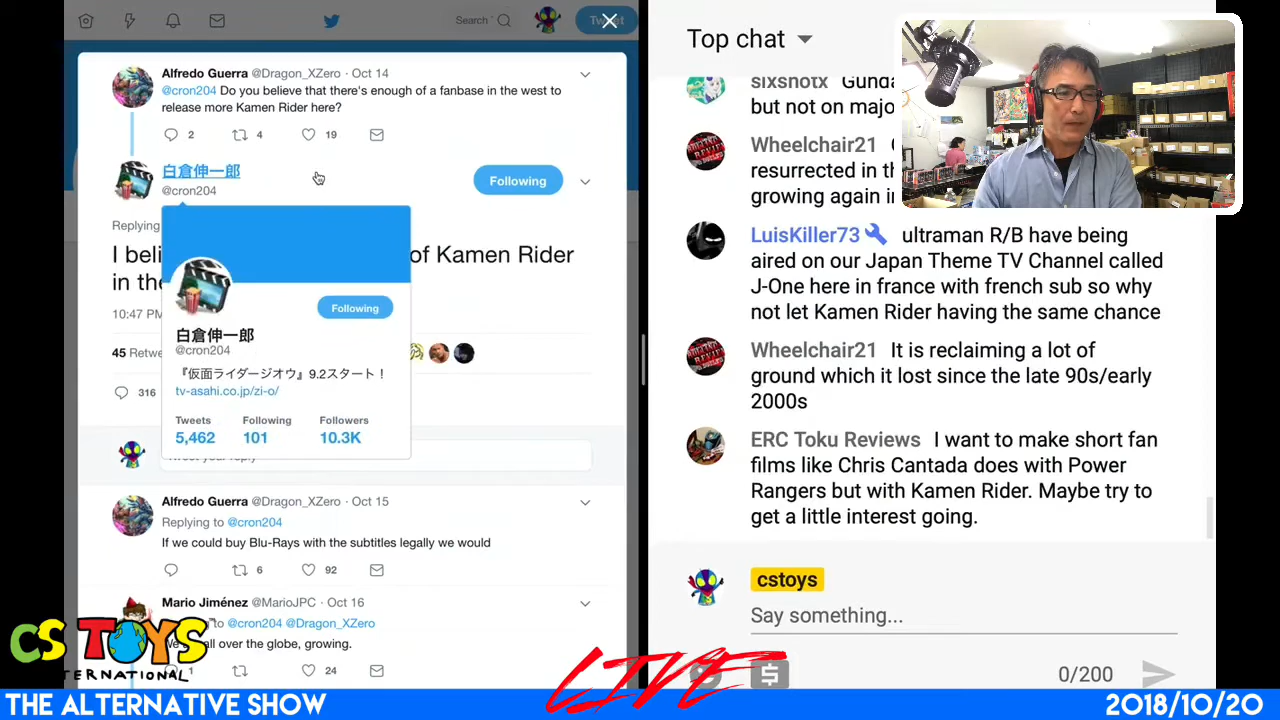 Search T
Tweet
Alfredo Guerra @Dragon_XZero · Oct 14
@cron204 Do you believe that there's enough of a fanbase in the west to
release more Kamen Rider here?
2 4 19
白倉伸一郎
@cron204
Following
Replying
I beli of Kamen Rider
in the
10:47 PM
45 Retwe
316
Following
白倉伸一郎
@cron204
『仮面ライダージオウ』9.2スタート！
tv-asahi.co.jp/zi-o/
Tweets Following Followers
5,462 101 10.3K
Tweet your reply
Alfredo Guerra @Dragon_XZero · Oct 15
Replying to @cron204
If we could buy Blu-Rays with the subtitles legally we would
6 92
Mario Jiménez @MarioJPC · Oct 16
to @cron204 @Dragon_XZero
all over the globe, growing.
1 24
Top chat
sixshotx Gunda
but not on majo
Wheelchair21
resurrected in th
growing again in
LuisKiller73 ultraman R/B have being
aired on our Japan Theme TV Channel called
J-One here in france with french sub so why
not let Kamen Rider having the same chance
Wheelchair21 It is reclaiming a lot of
ground which it lost since the late 90s/early
2000s
ERC Toku Reviews I want to make short fan
films like Chris Cantada does with Power
Rangers but with Kamen Rider. Maybe try to
get a little interest going.
cstoys
Say something...
0/200
CS TOYS
INTERNATIONAL
LIVE
THE ALTERNATIVE SHOW
2018/10/20